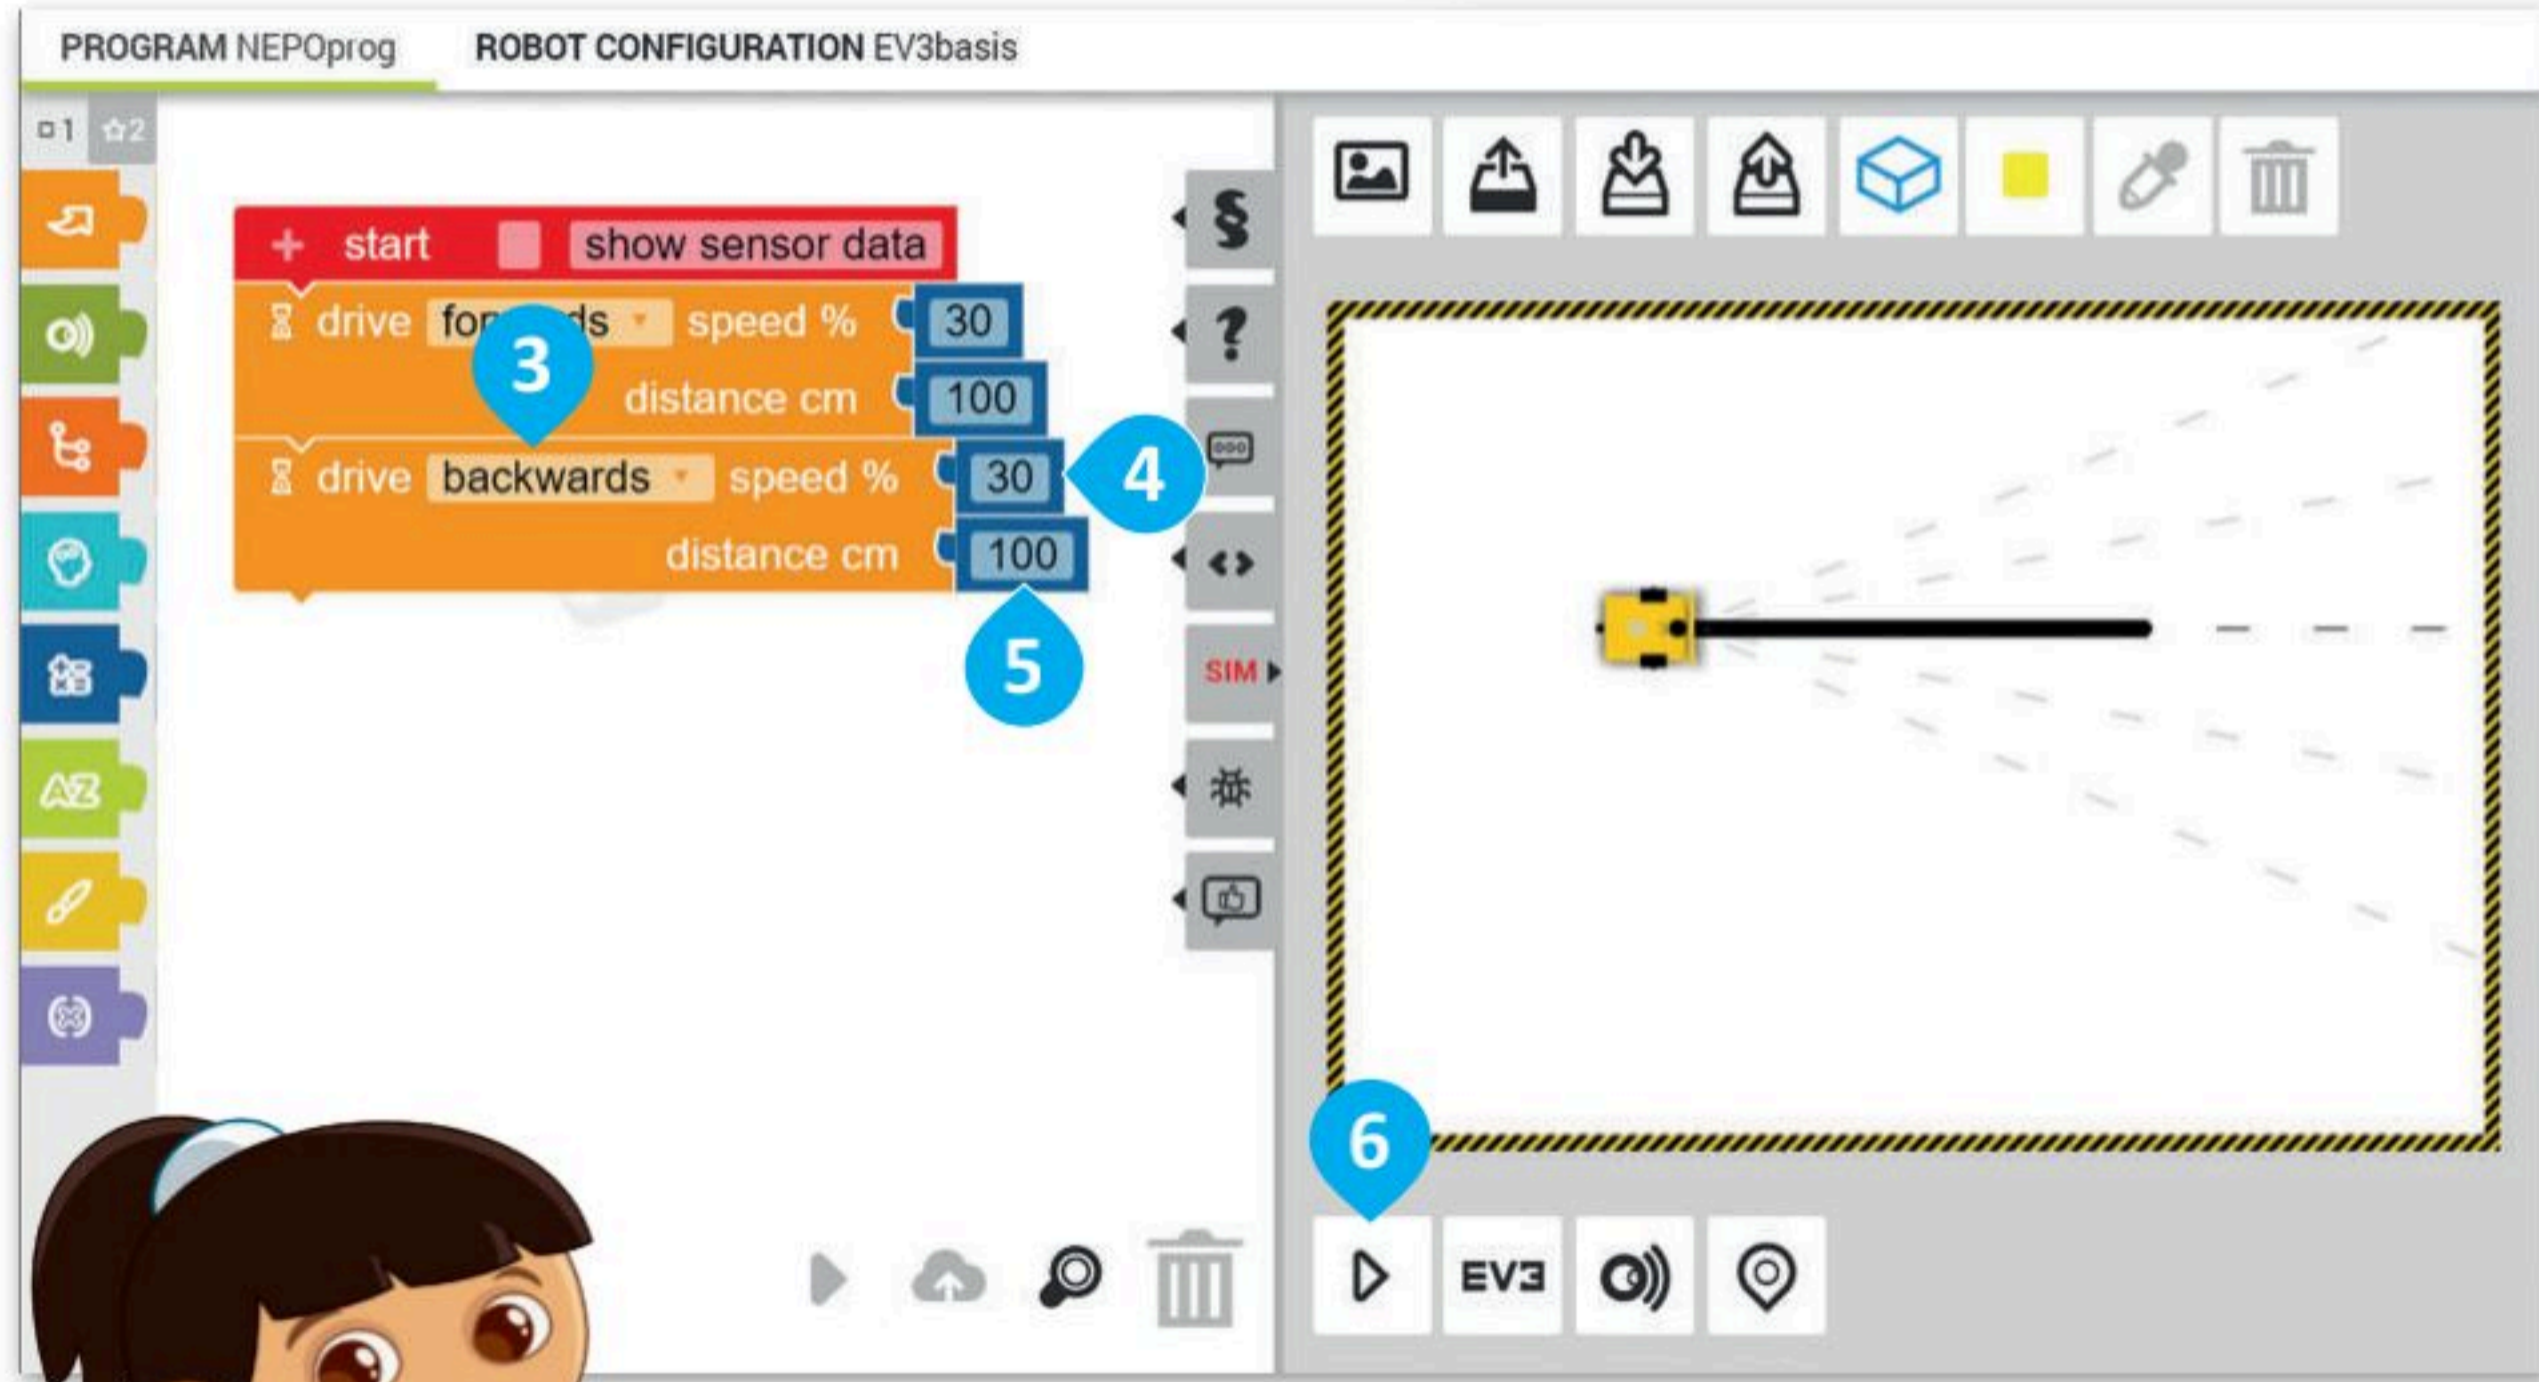 PROGRAM NEPOprog ROBOT CONFIGURATION EV3basis
1 2
+ start show sensor data
drive speed % 30
3
distance cm 100
drive backwards speed % 30
4
distance cm 100
5
SIM
AZ
6
EV3